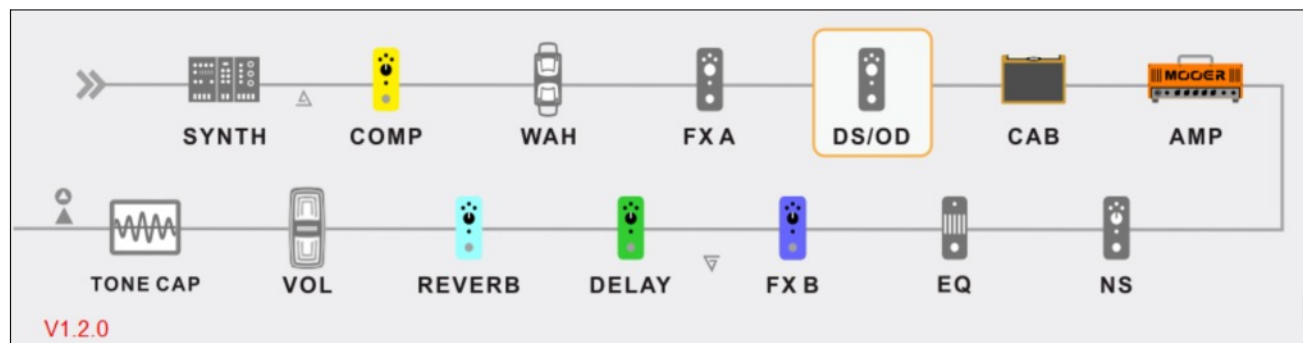 MOOER
SYNTH COMP WAH FX A DS/OD CAB AMP
TONE CAP VOL REVERB DELAY FX B EQ NS
V1.2.0